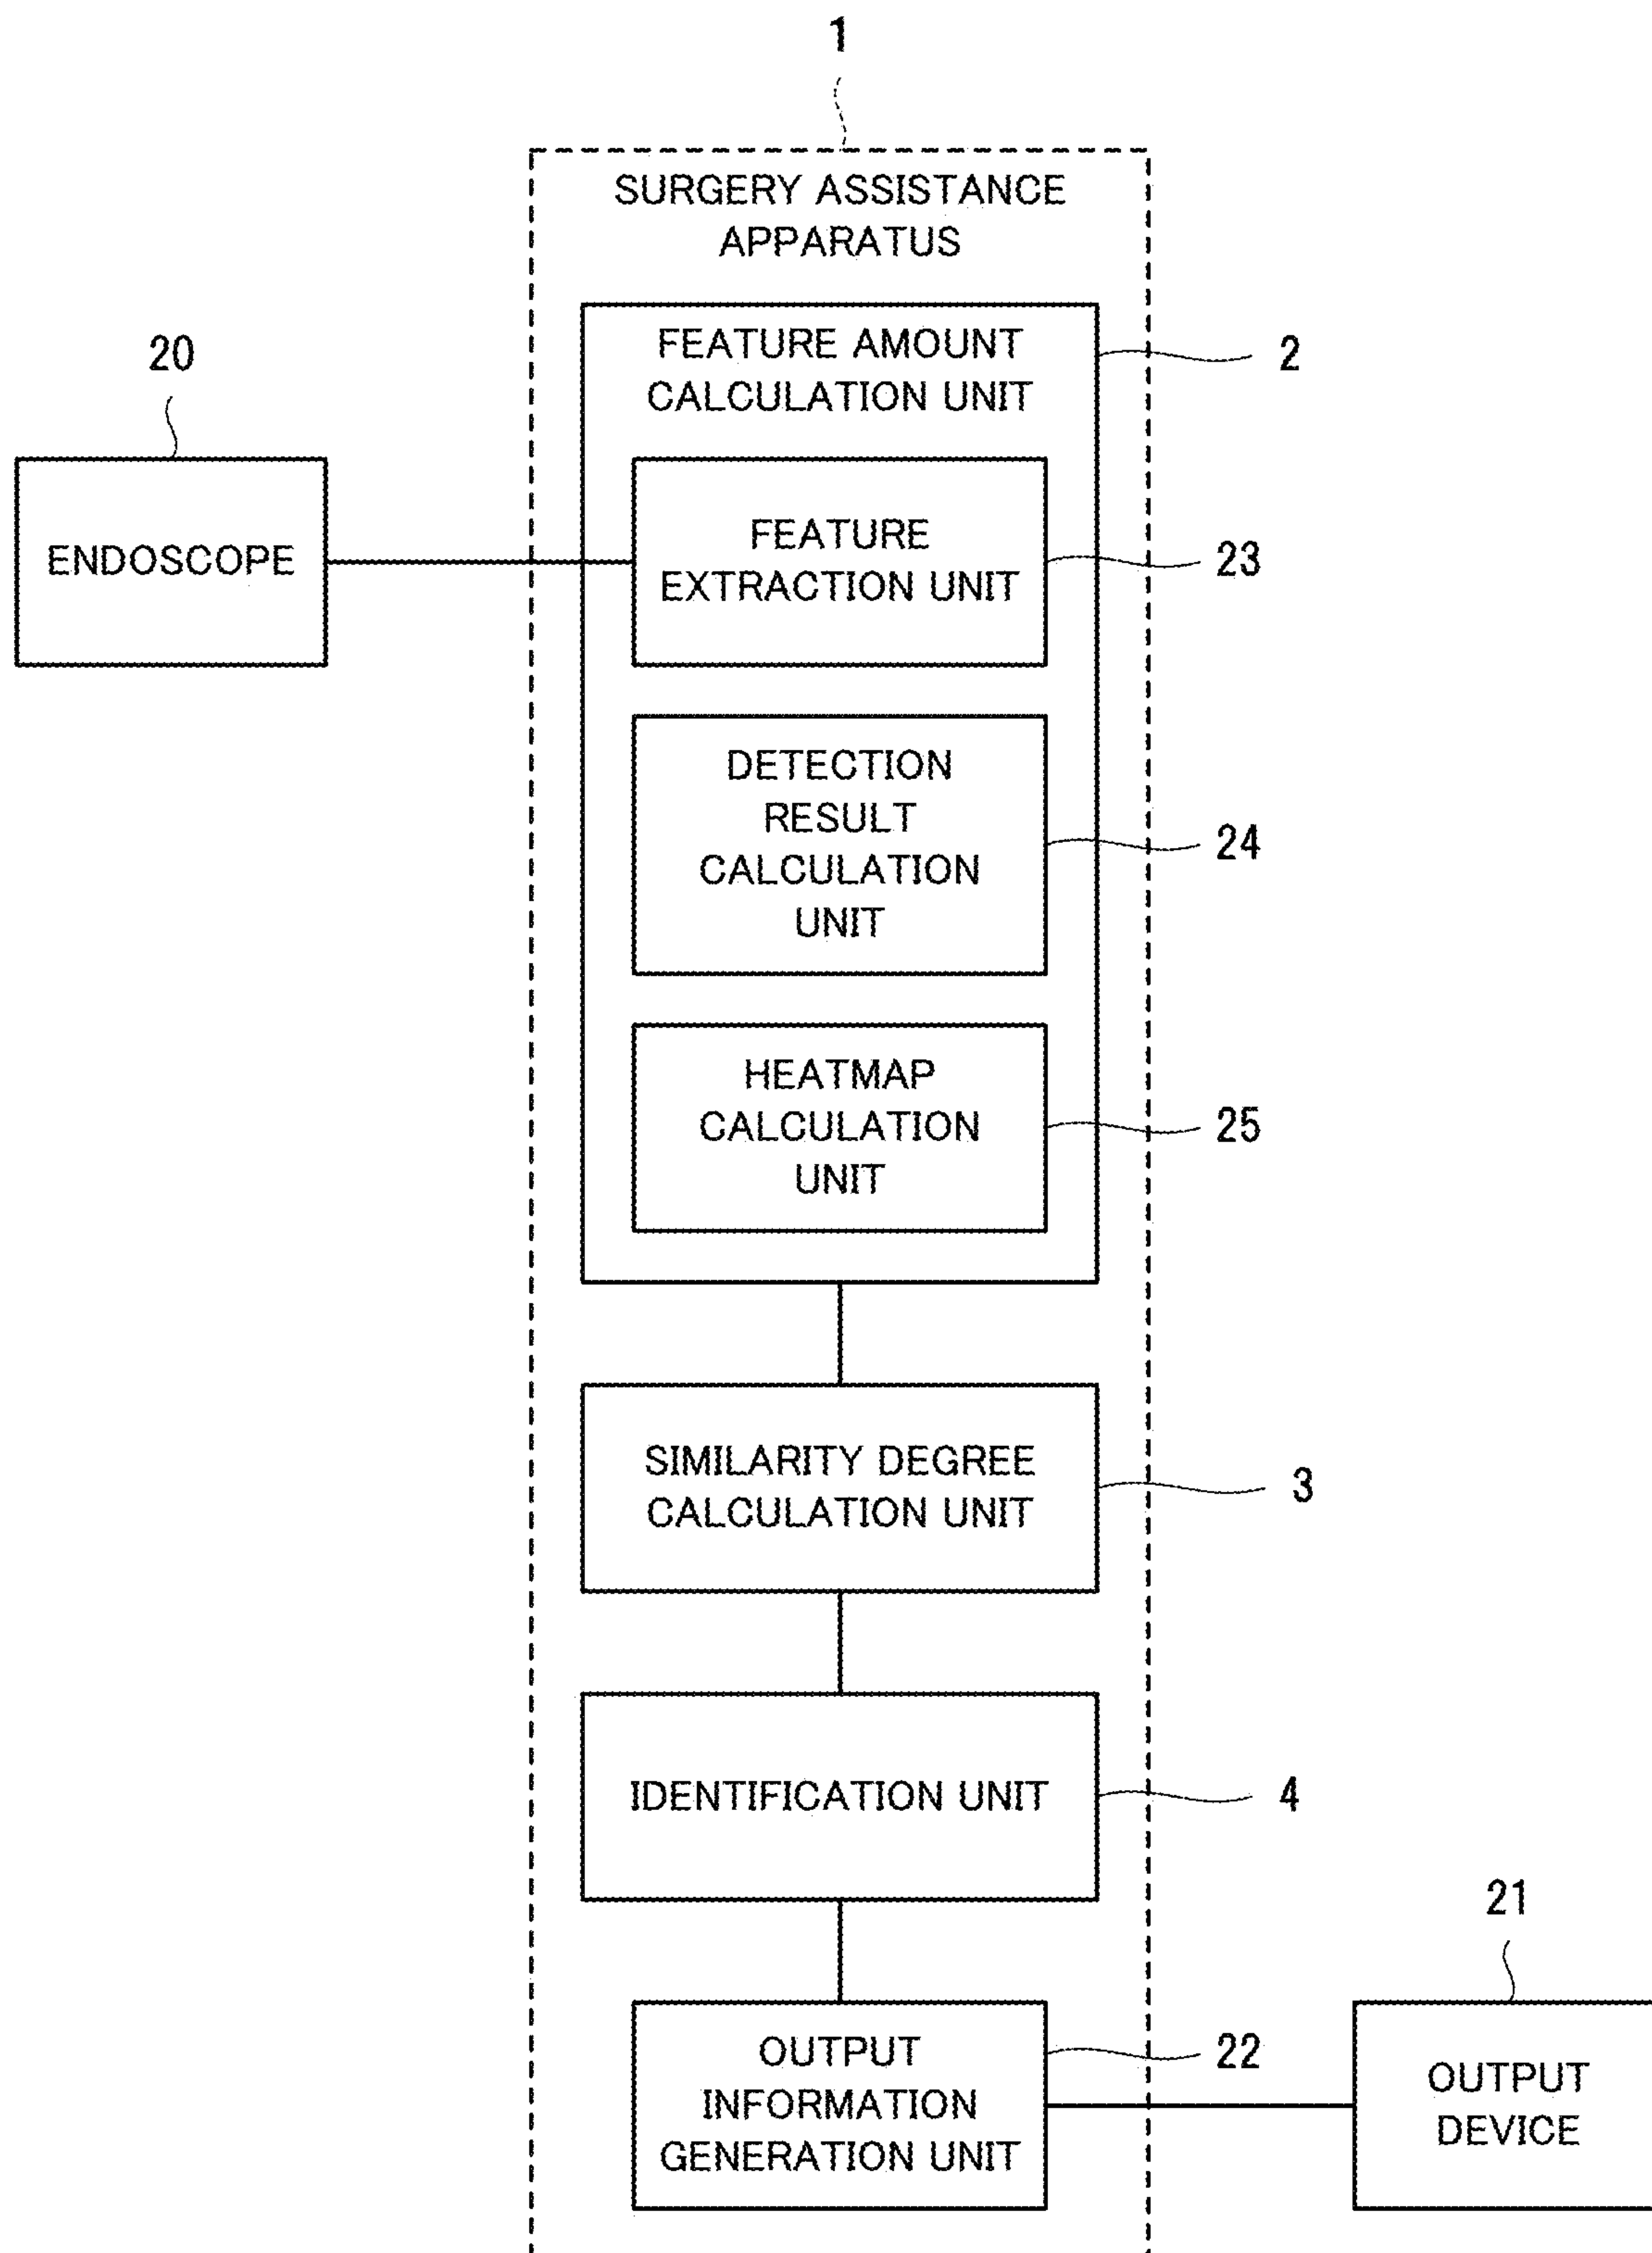 1
SURGERY ASSISTANCE
APPARATUS
FEATURE AMOUNT
CALCULATION UNIT
2
20
ENDOSCOPE
FEATURE
EXTRACTION UNIT
23
DETECTION
RESULT
CALCULATION
UNIT
24
HEATMAP
CALCULATION
UNIT
25
SIMILARITY DEGREE
CALCULATION UNIT
3
IDENTIFICATION UNIT
4
21
OUTPUT
INFORMATION
GENERATION UNIT
22
OUTPUT
DEVICE